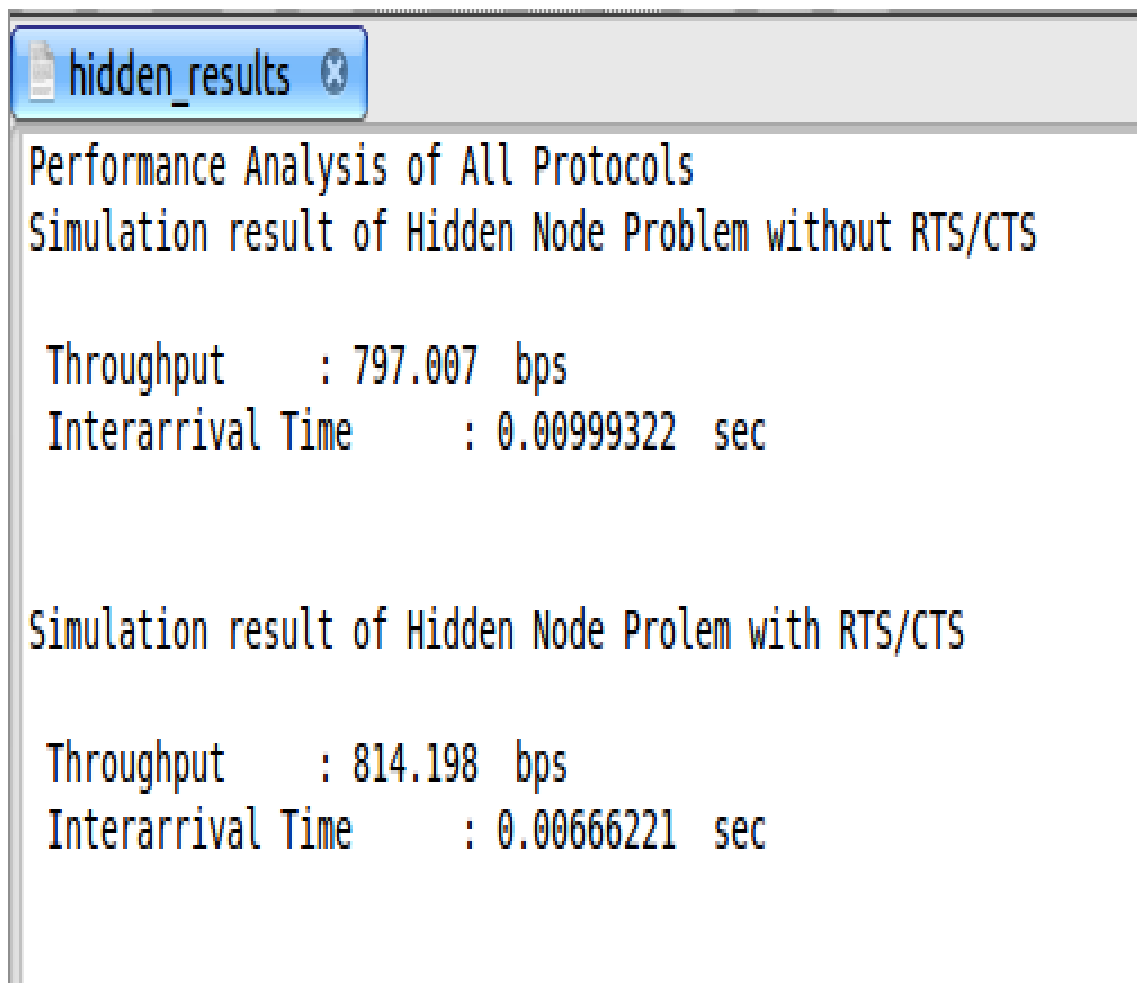 hidden_results
Performance Analysis of All Protocols
Simulation result of Hidden Node Problem without RTS/CTS
Throughput : 797.007 bps
Interarrival Time : 0.00999322 sec
Simulation result of Hidden Node Prolem with RTS/CTS
Throughput : 814.198 bps
Interarrival Time : 0.00666221 sec